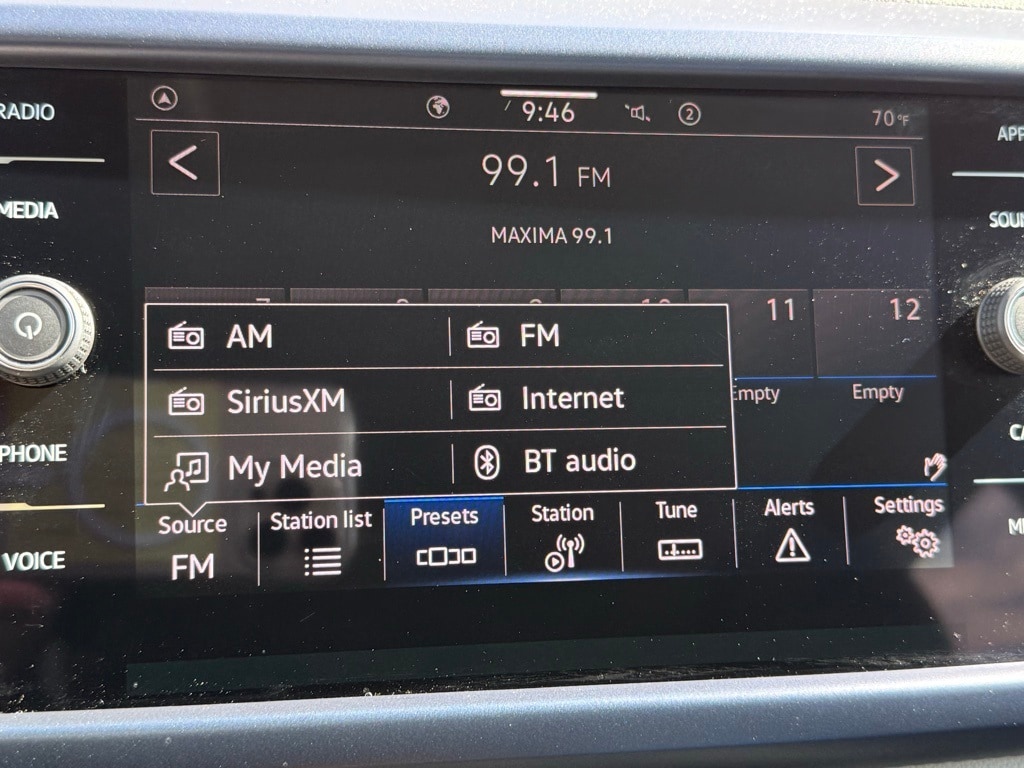 RADIO
MEDIA
PHONE
VOICE
9:46
2
70°F
99.1 FM
MAXIMA 99.1
11
12
Empty
AM
FM
SiriusXM
Internet
My Media
BT audio
Source
FM
Station list
Presets
Station
Tune
Alerts
Settings